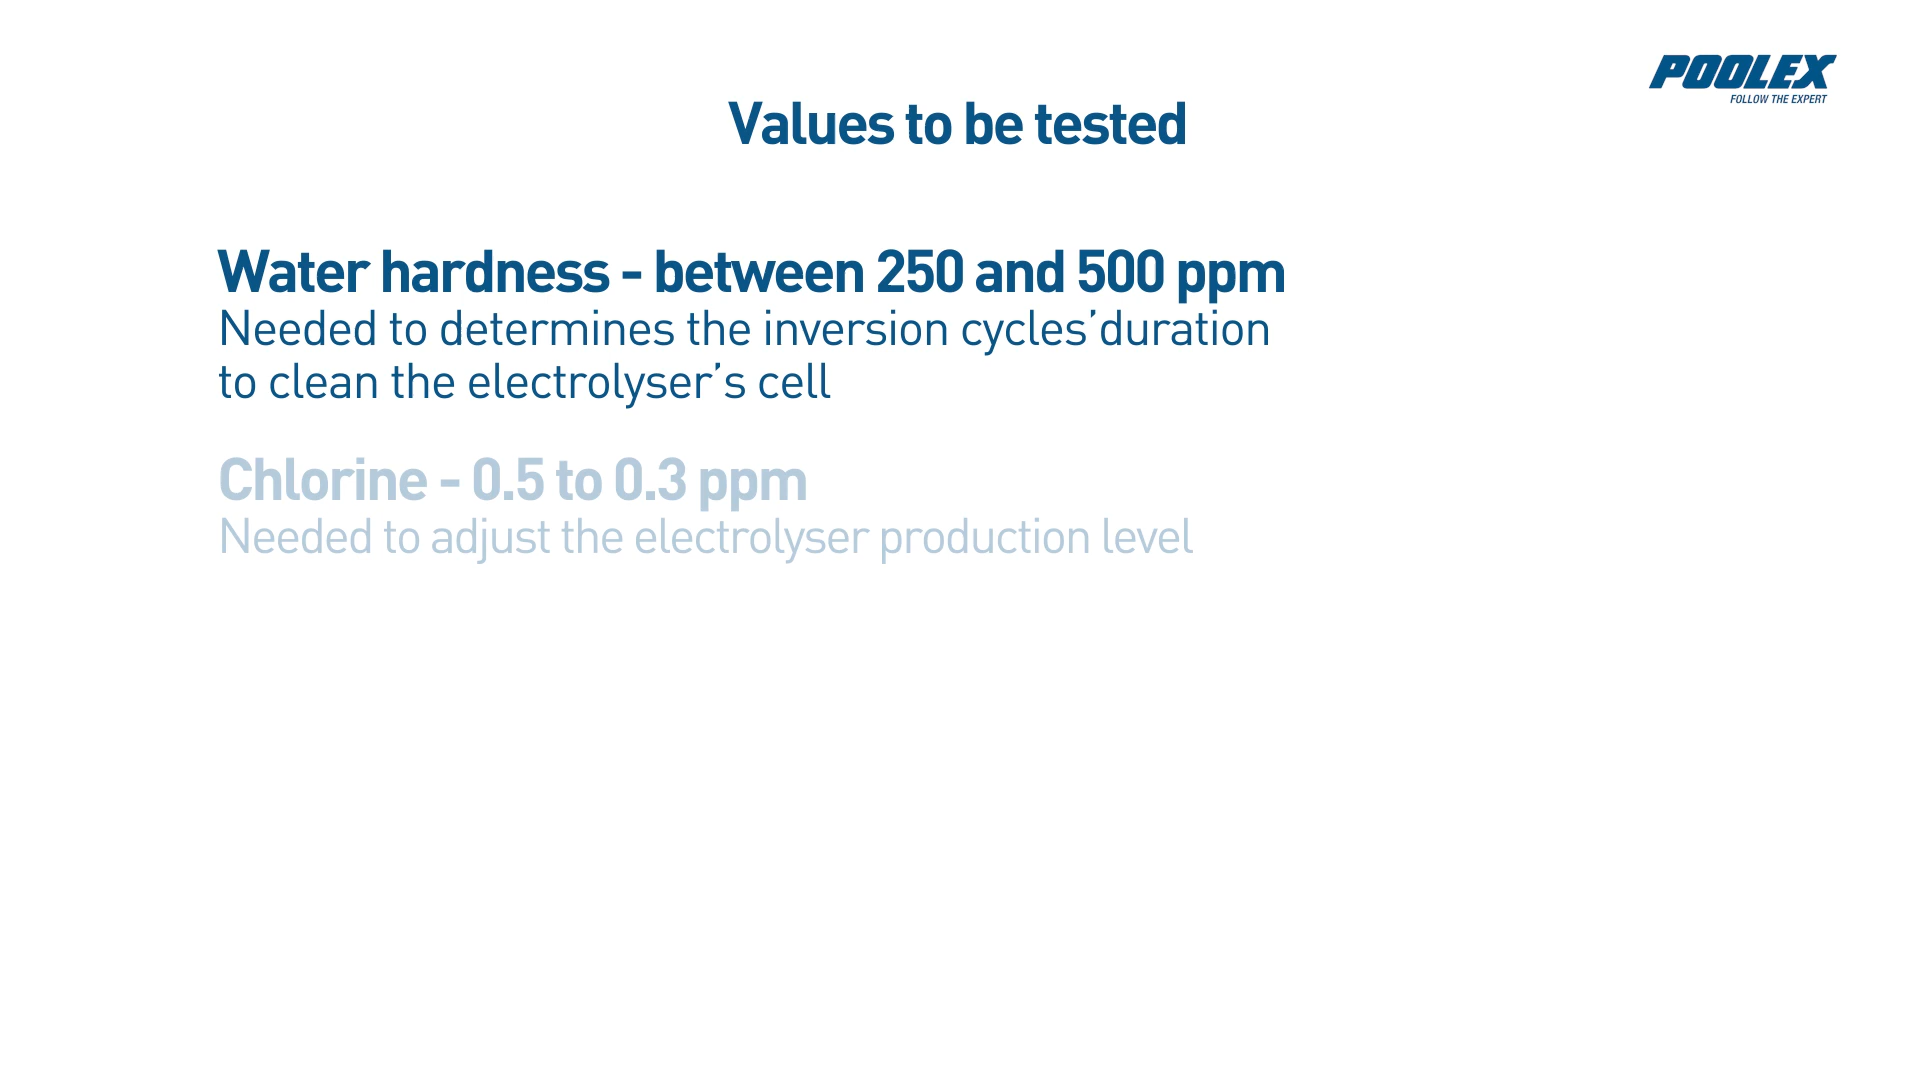 POOLEX
FOLLOW THE EXPERT
Values to be tested
Water hardness - between 250 and 500 ppm
Needed to determines the inversion cycles’duration
to clean the electrolyser’s cell
Chlorine - 0.5 to 0.3 ppm
Needed to adjust the electrolyser production level